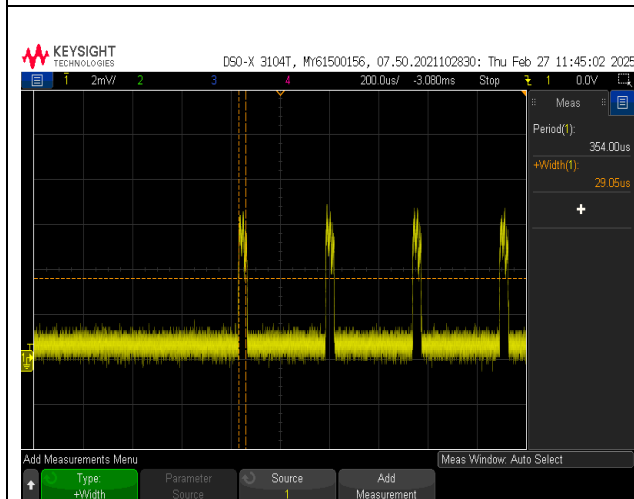 KEYSIGHT
TECHNOLOGIES
DSO-X 3104T, MY61500156, 07.50.2021102830: Thu Feb 27 11:45:02 2025
1 2mV/ 2 3 4 200.0us/ -3.080ms Stop 1 0.0V
Meas
Period(1):
354.00us
+Width(1):
29.05us
Add Measurements Menu
Meas Window: Auto Select
Type:
+Width
Parameter
Source
Source
1
Add
Measurement